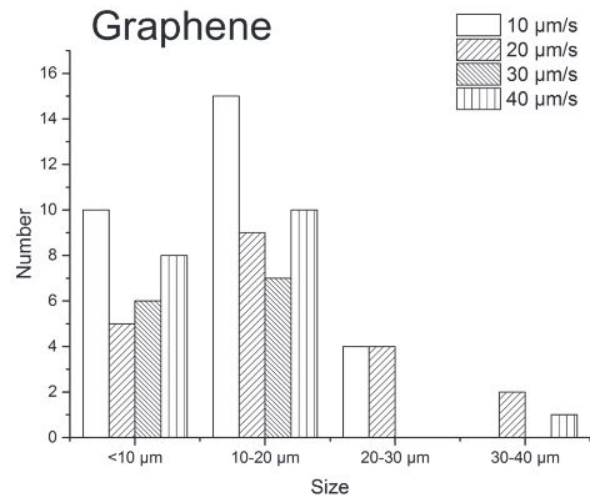 Graphene
10 µm/s
20 µm/s
30 µm/s
40 µm/s
Number
16
14
12
10
8
6
4
2
0
<10 µm 10-20 µm 20-30 µm 30-40 µm
Size